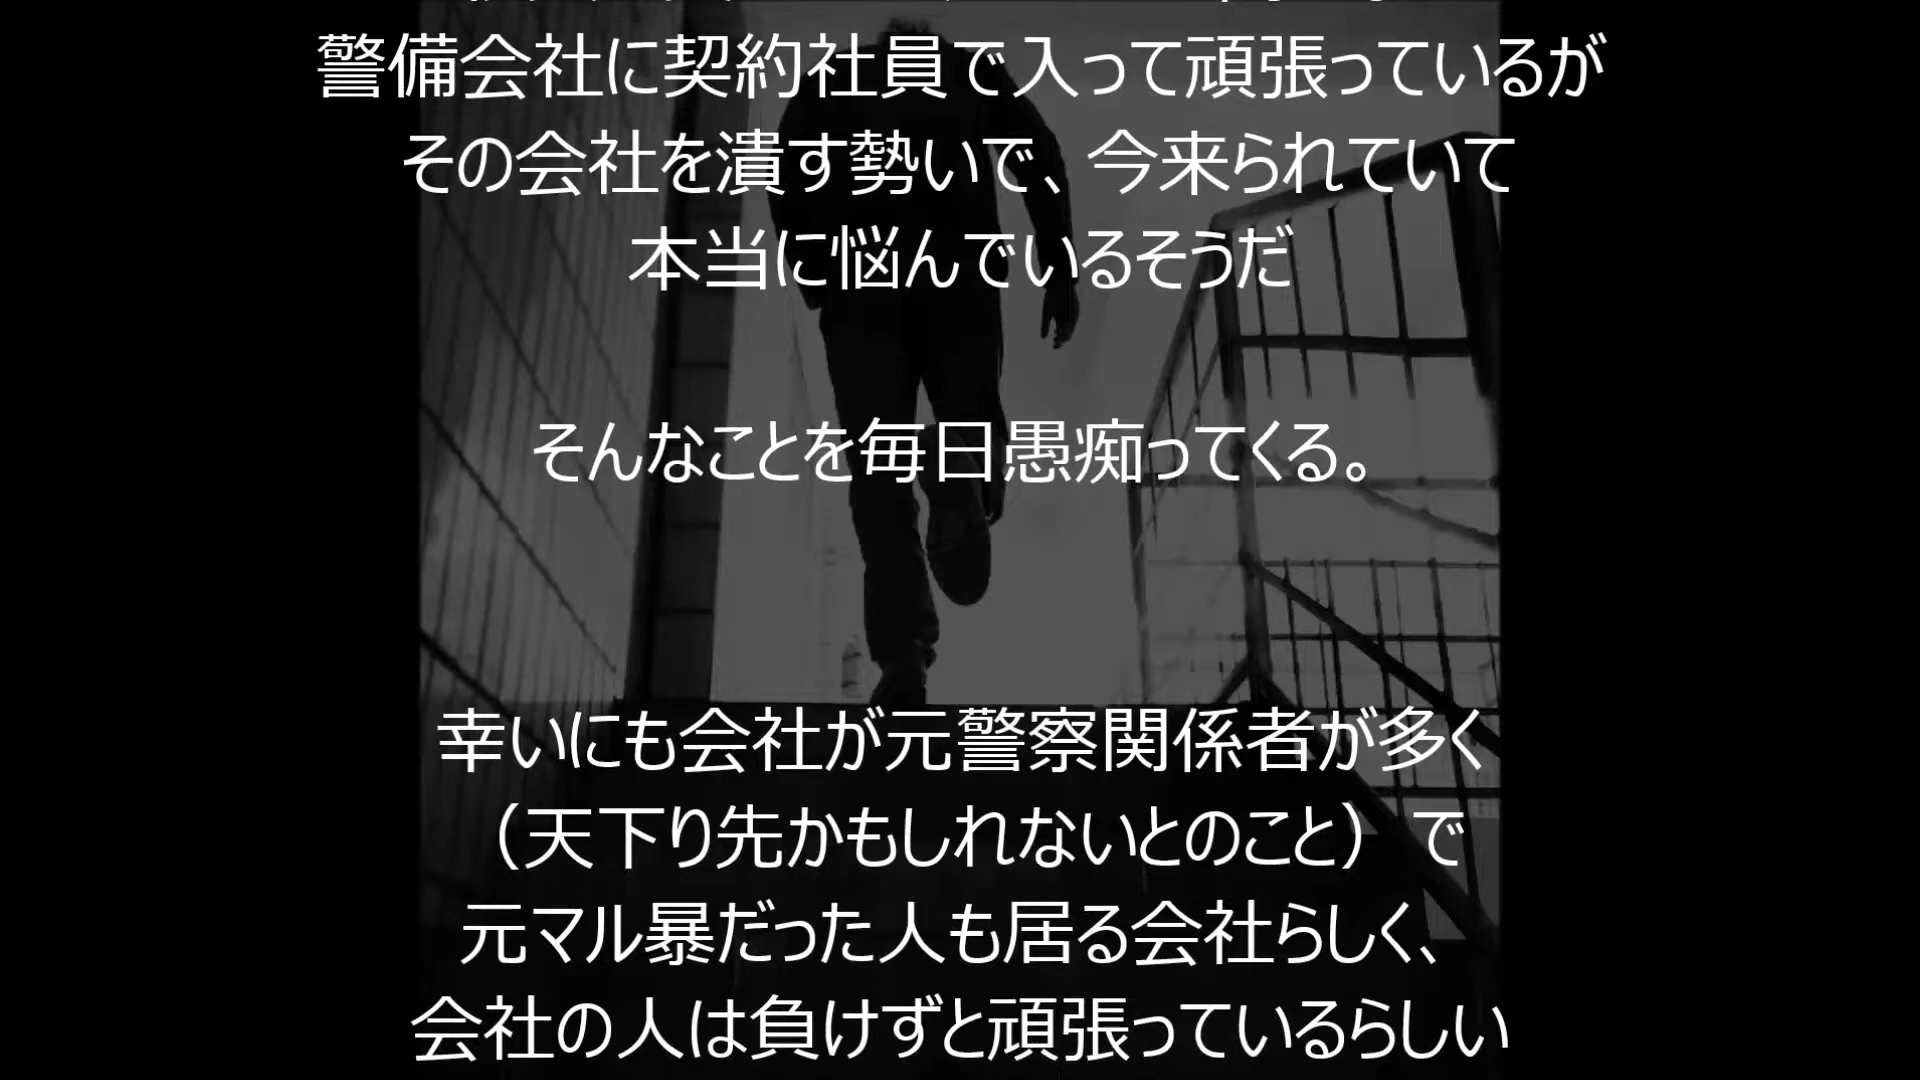 警備会社に契約社員で入って頑張っているが
その会社を潰す勢いで、今来られていて
本当に悩んでいるそうだ
そんなことを毎日愚痴ってくる。
幸いにも会社が元警察関係者が多く
（天下り先かもしれないとのこと）で
元マル暴だった人も居る会社らしく、
会社の人は負けずと頑張っているらしい